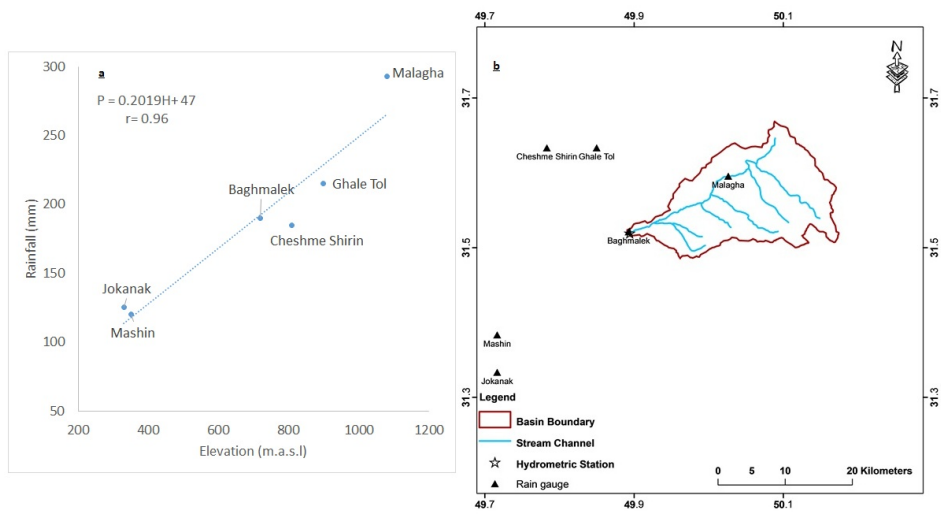 a
P = 0.2019H+ 47
r= 0.96
300
250
200
150
100
50
Rainfall (mm)
Malagha
Baghmalek
Ghale Tol
Cheshme Shirin
Jokanak
Mashin
200 400 600 800 1000 1200
Elevation (m.a.s.l)
49.7 49.9 50.1
b
N
31.7 31.7
Cheshme Shirin Ghale Tol
Malagha
Baghmalek
31.5 31.5
Mashin
Jokanak
31.3 31.3
Legend
Basin Boundary
Stream Channel
Hydrometric Station
Rain gauge
0 5 10 20 Kilometers
49.7 49.9 50.1